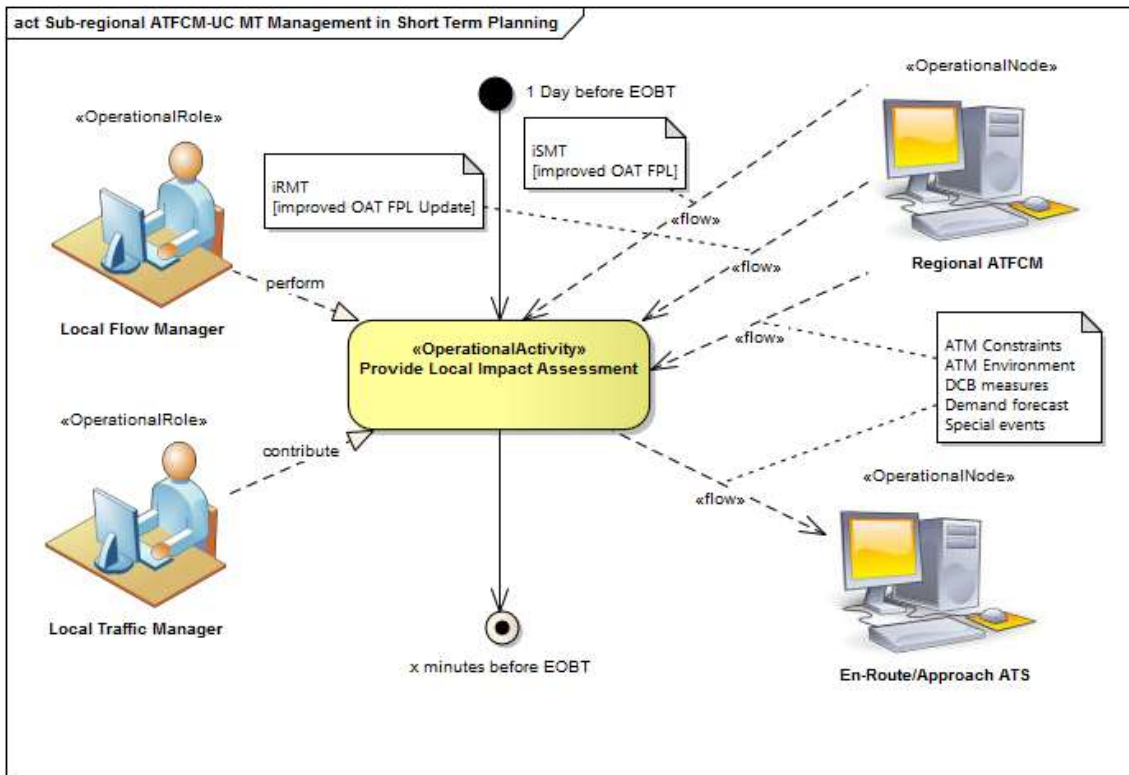 act Sub-regional ATFCM-UC MT Management in Short Term Planning
«OperationalNode»
1 Day before EOBT
«OperationalRole»
iSMT
[improved OAT FPL]
iRMT
[improved OAT FPL Update]
«flow»
«flow»
Regional ATFCM
perform
Local Flow Manager
«flow»
«OperationalActivity»
Provide Local Impact Assessment
ATM Constraints
ATM Environment
DCB measures
Demand forecast
Special events
«OperationalRole»
contribute
«OperationalNode»
«flow»
Local Traffic Manager
x minutes before EOBT
En-Route/Approach ATS